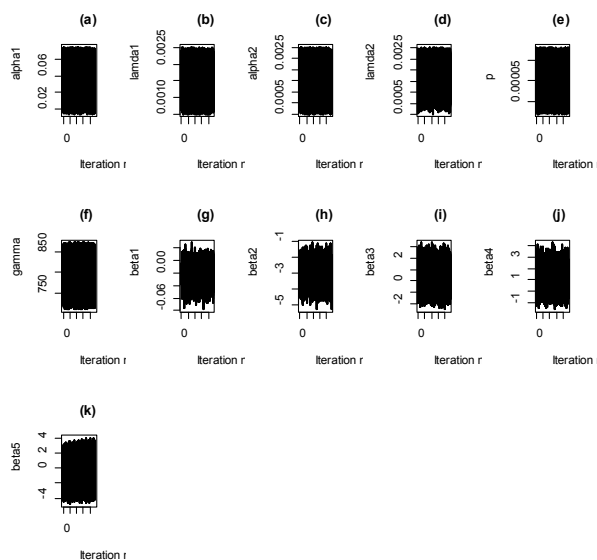 (a)
alpha1
0.02 0.06
0
Iteration r
(b)
lamda1
0.0010 0.0025
0
Iteration r
(c)
alpha2
0.0005 0.0025
0
Iteration r
(d)
lamda2
0.0005 0.0025
0
Iteration r
(e)
p
0.00005
0
Iteration r
(f)
gamma
750 850
0
Iteration r
(g)
beta1
-0.06 0.00
0
Iteration r
(h)
beta2
-5 -3 -1
0
Iteration r
(i)
beta3
-2 0 2
0
Iteration r
(j)
beta4
-1 1 3
0
Iteration r
(k)
beta5
-4 0 2 4
0
Iteration r